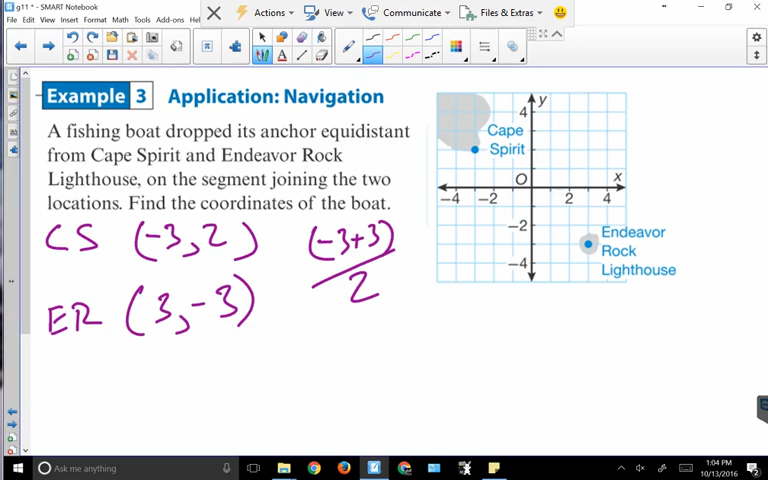 g11 * - SMART Notebook
Actions View Communicate Files & Extras
File Edit View Insert Format Math Tools Add-ons
Example 3 Application: Navigation
A fishing boat dropped its anchor equidistant
from Cape Spirit and Endeavor Rock
Lighthouse, on the segment joining the two
locations. Find the coordinates of the boat.
CS (-3,2) (-3+3)
2
ER (3,-3)
4 y
Cape
Spirit
O x
−4 −2 2 4
−2
−4
Endeavor
Rock
Lighthouse
Ask me anything
1:04 PM
10/13/2016
2